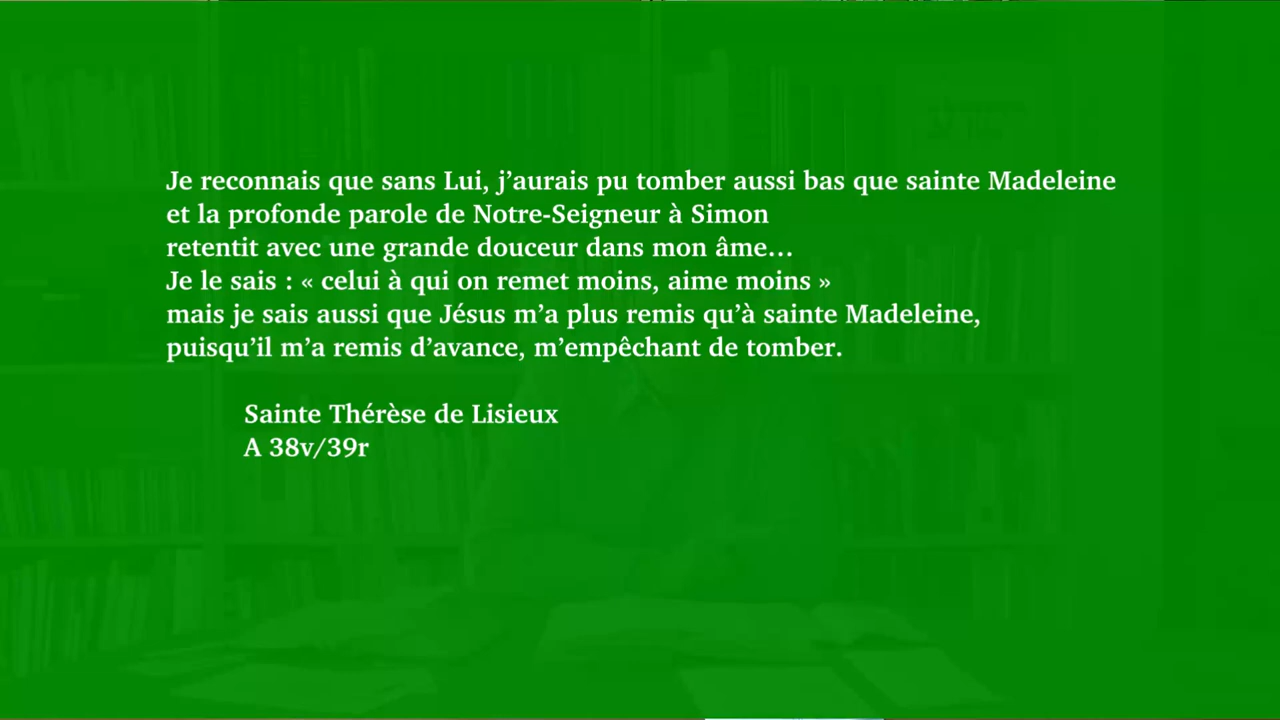 Je reconnais que sans Lui, j’aurais pu tomber aussi bas que sainte Madeleine
et la profonde parole de Notre-Seigneur à Simon
retentit avec une grande douceur dans mon âme…
Je le sais : « celui à qui on remet moins, aime moins »
mais je sais aussi que Jésus m’a plus remis qu’à sainte Madeleine,
puisqu’il m’a remis d’avance, m’empêchant de tomber.
Sainte Thérèse de Lisieux
A 38v/39r